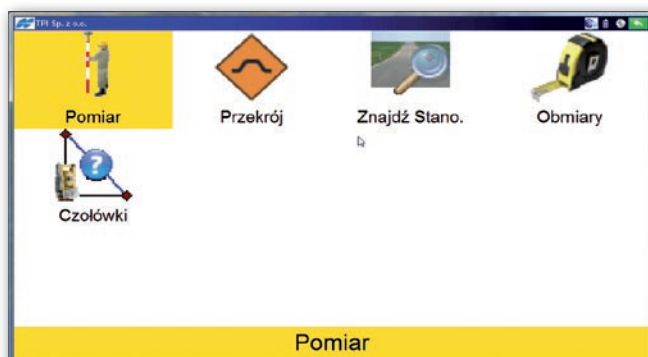 TPI Sp. z o.o.
Pomiar
Przekrój
Znajdź Stano.
Obmiary
Czołówki
Pomiar